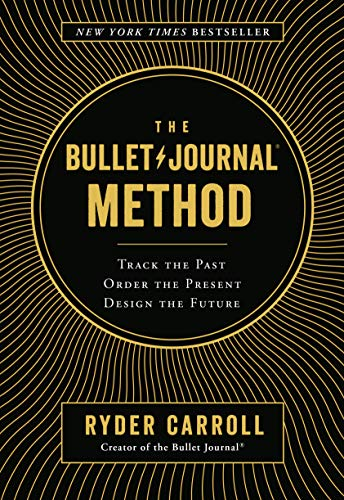 NEW YORK TIMES BESTSELLER
THE
BULLET⚡JOURNAL®
METHOD
TRACK THE PAST
ORDER THE PRESENT
DESIGN THE FUTURE
RYDER CARROLL
Creator of the Bullet Journal®